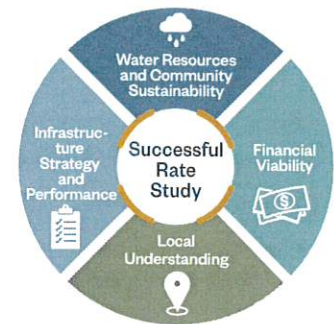 Water Resources
and Community
Sustainability
Infrastruc-
ture
Strategy
and
Performance
Successful
Rate
Study
Financial
Viability
$
Local
Understanding